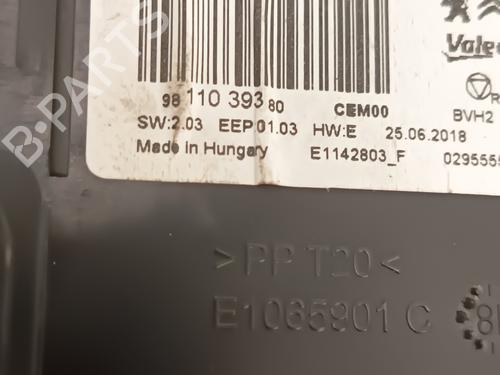 Valeo
98 110 393 80
CEM00
BVH2
SW:2.03 EEP 01.03 HW:E 25.06.2018
Made in Hungary E1142803_F 0295555
>PP T20<
E1065901 C
B-PARTS